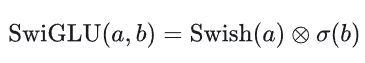 SwiGLU(a, b) = Swish(a) ⊗ σ(b)